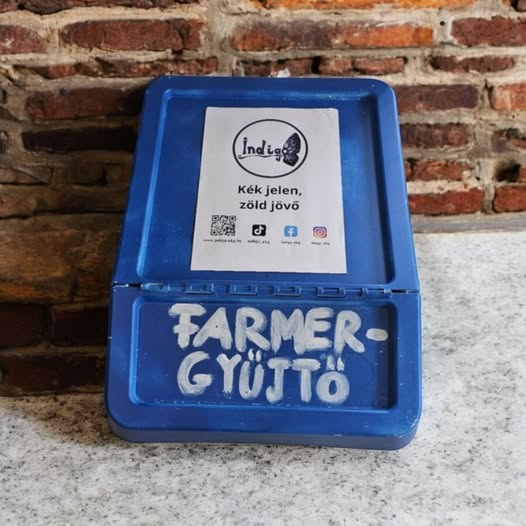 Indigo
Kék jelen,
zöld jövő
FARMER-
GYŰJTŐ